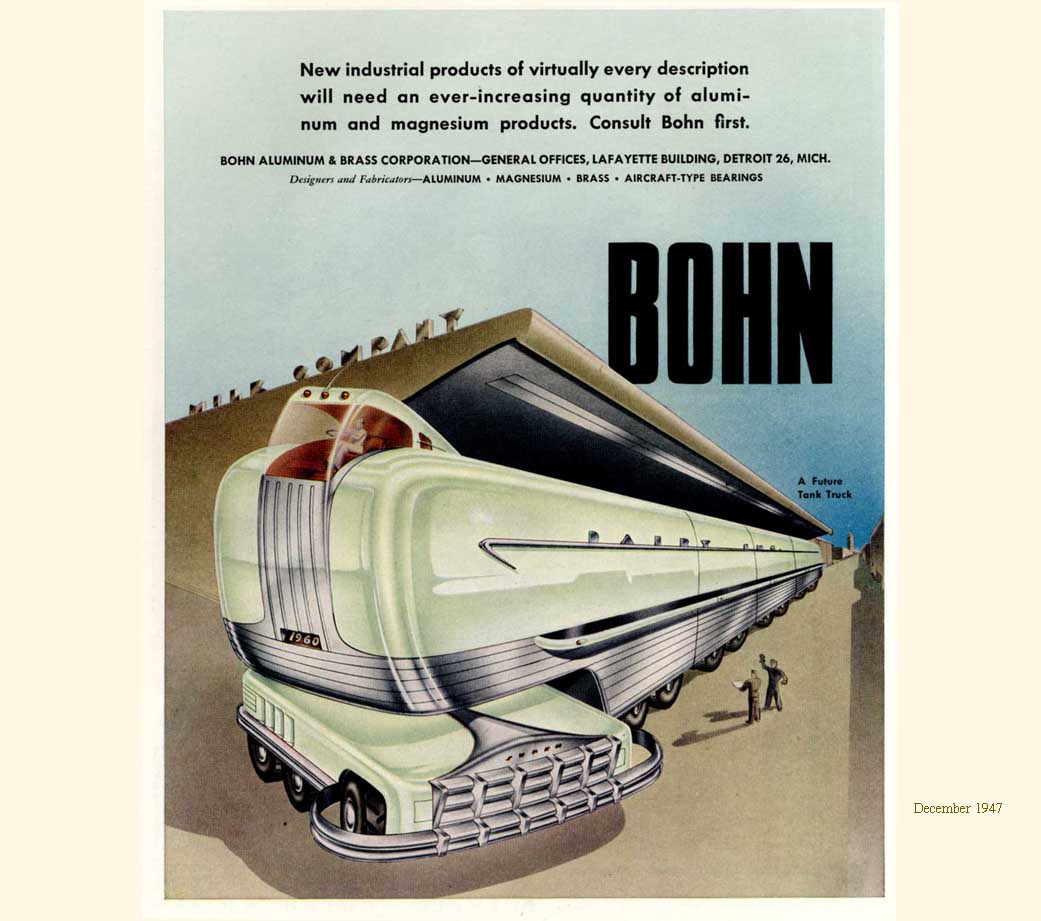 New industrial products of virtually every description
will need an ever-increasing quantity of alumi-
num and magnesium products. Consult Bohn first.
BOHN ALUMINUM & BRASS CORPORATION—GENERAL OFFICES, LAFAYETTE BUILDING, DETROIT 26, MICH.
Designers and Fabricators—ALUMINUM • MAGNESIUM • BRASS • AIRCRAFT-TYPE BEARINGS
BOHN
MILK COMPANY
A Future
Tank Truck
DAIRY INC.
1960
December 1947